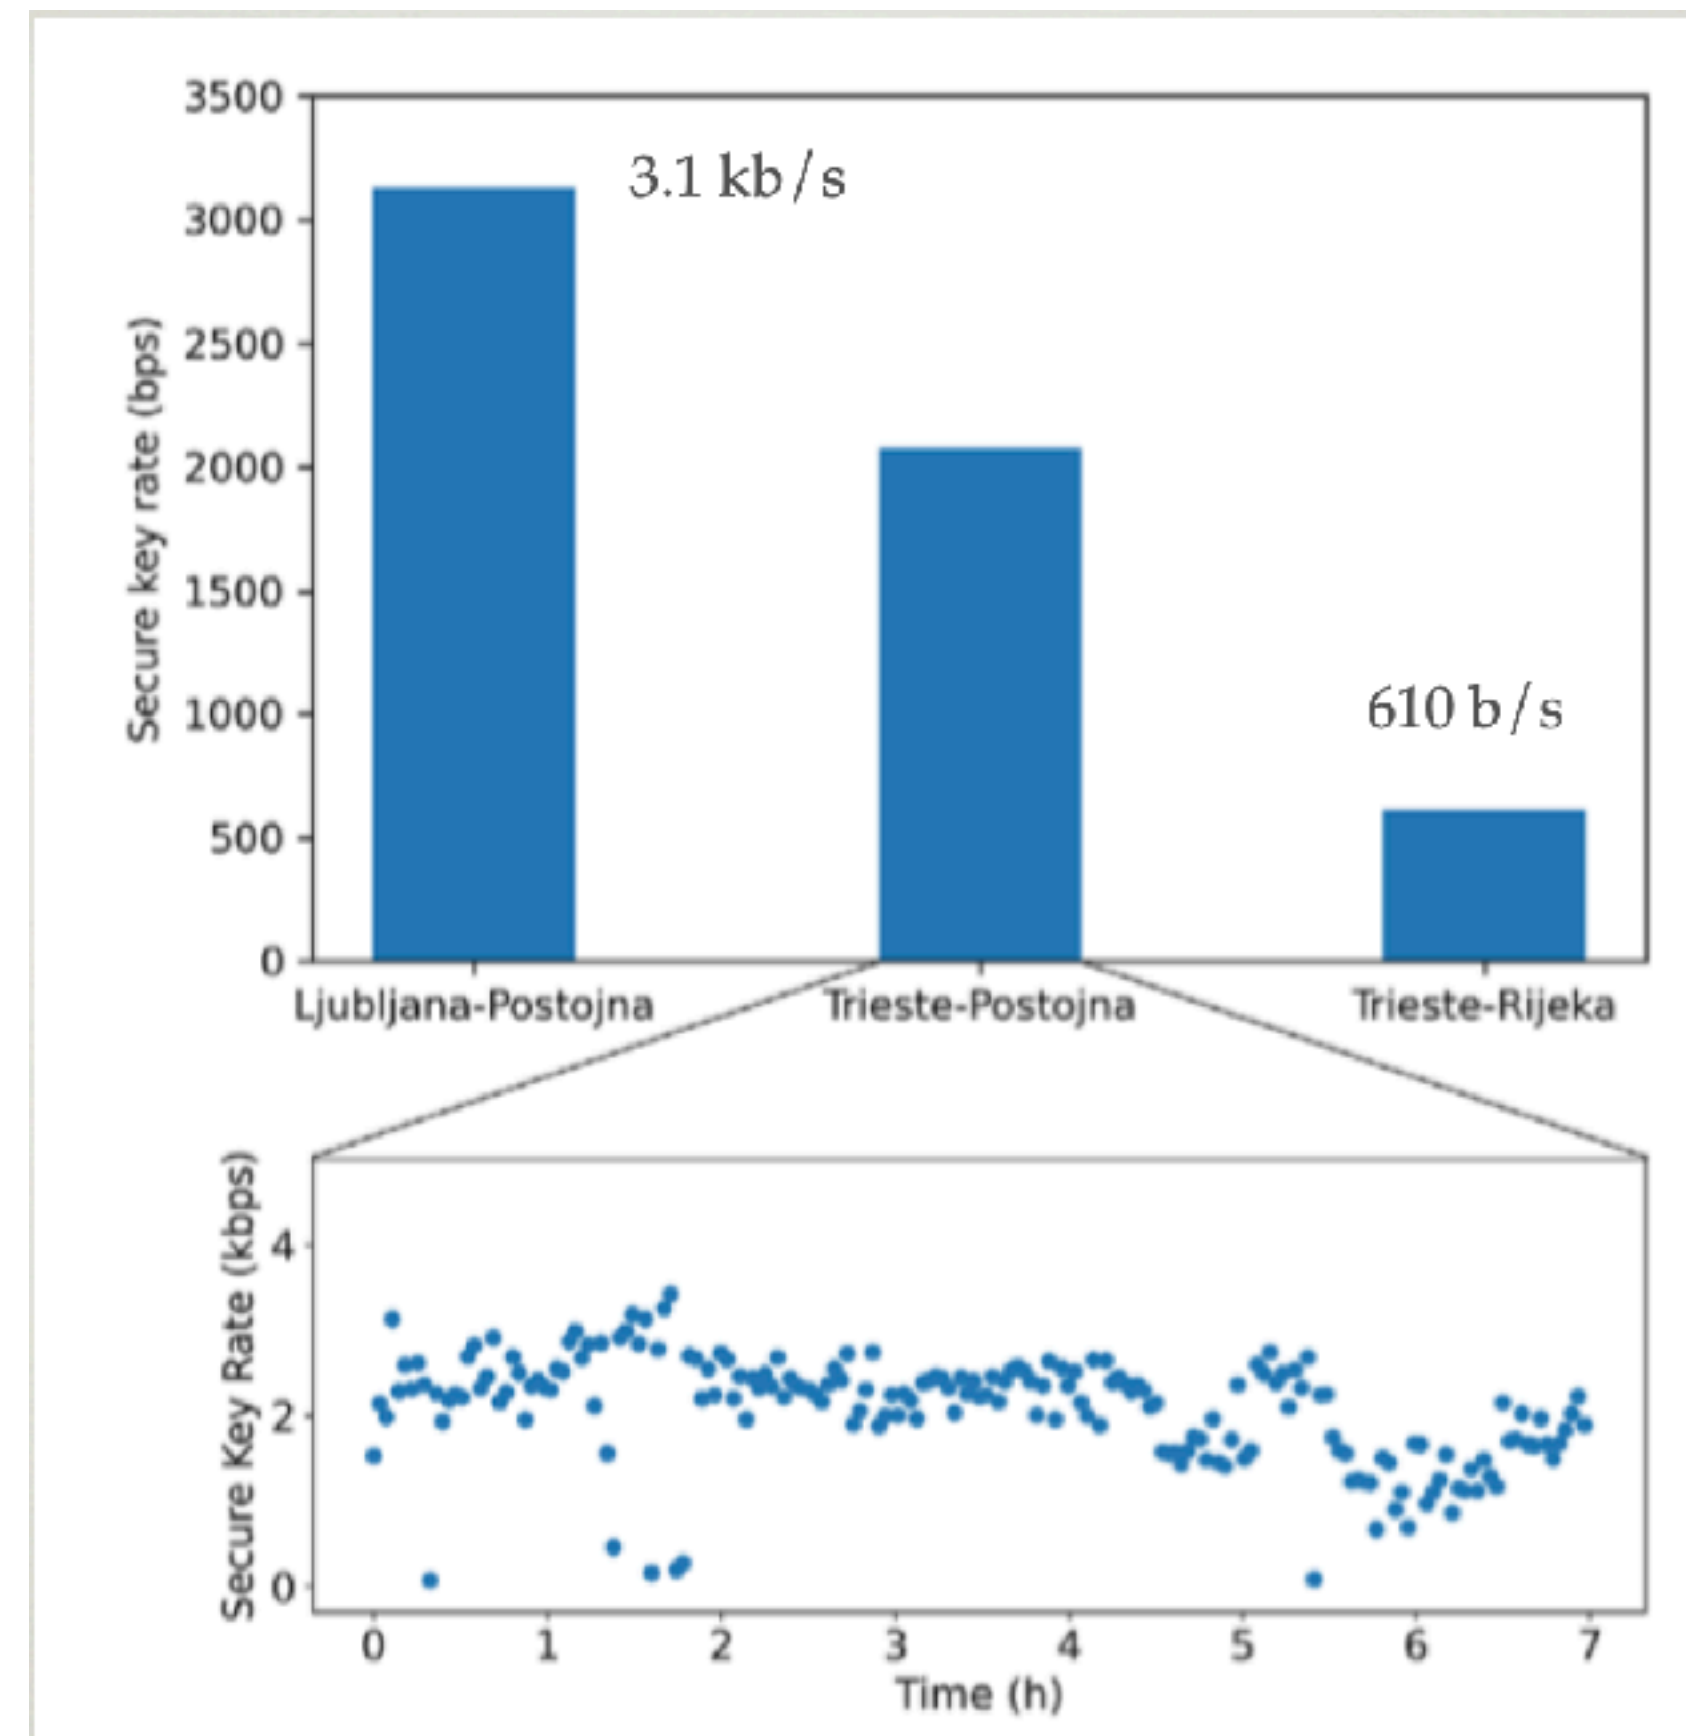 3500
3.1 kb/s
3000
2500
2000
1500
1000
610 b/s
500
0
Secure key rate (bps)
Ljubljana-Postojna Trieste-Postojna Trieste-Rijeka
Secure Key Rate (kbps)
4
2
0
0 1 2 3 4 5 6 7
Time (h)